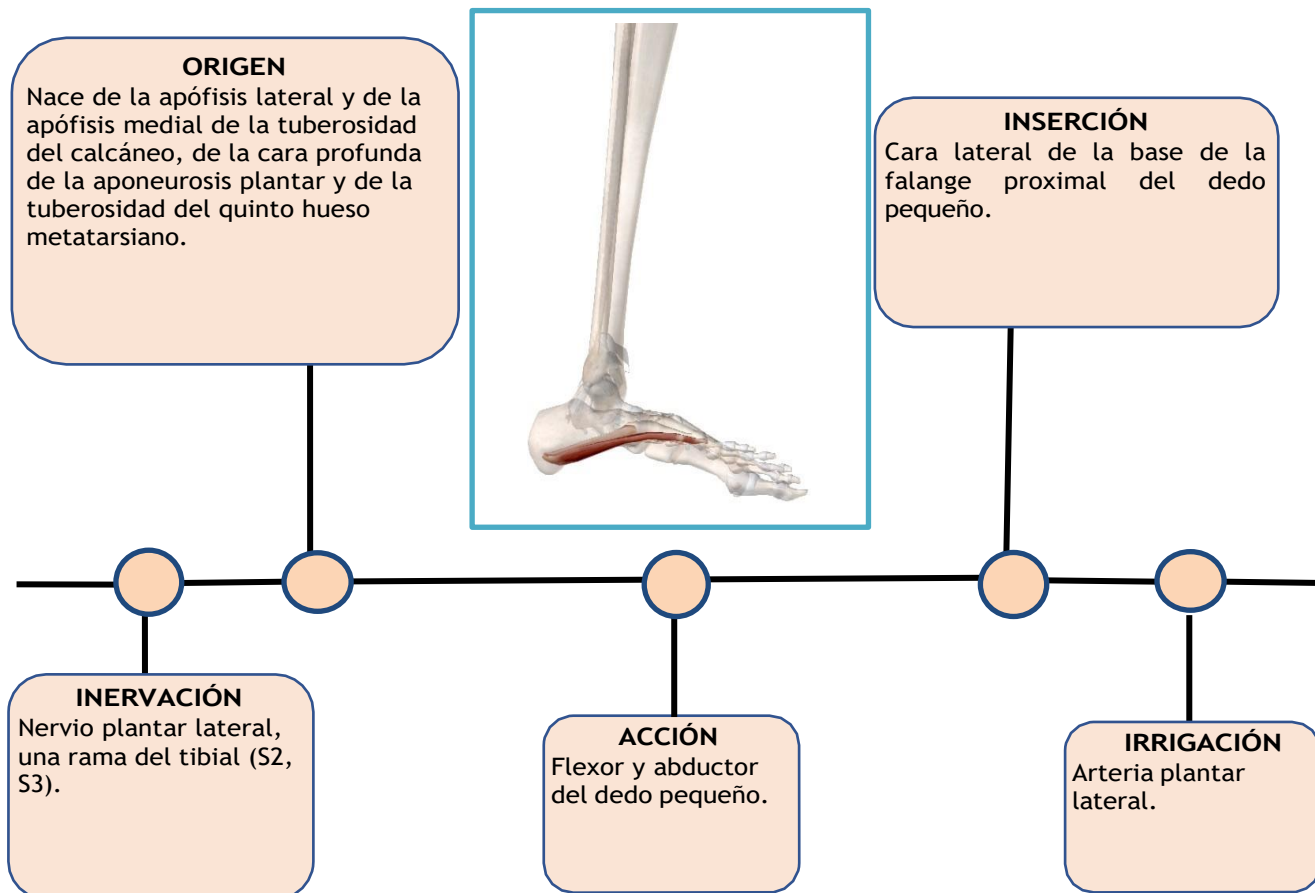 ORIGEN
Nace de la apófisis lateral y de la
apófisis medial de la tuberosidad
del calcáneo, de la cara profunda
de la aponeurosis plantar y de la
tuberosidad del quinto hueso
metatarsiano.
INSERCIÓN
Cara lateral de la base de la
falange proximal del dedo
pequeño.
INERVACIÓN
Nervio plantar lateral,
una rama del tibial (S2,
S3).
ACCIÓN
Flexor y abductor
del dedo pequeño.
IRRIGACIÓN
Arteria plantar
lateral.